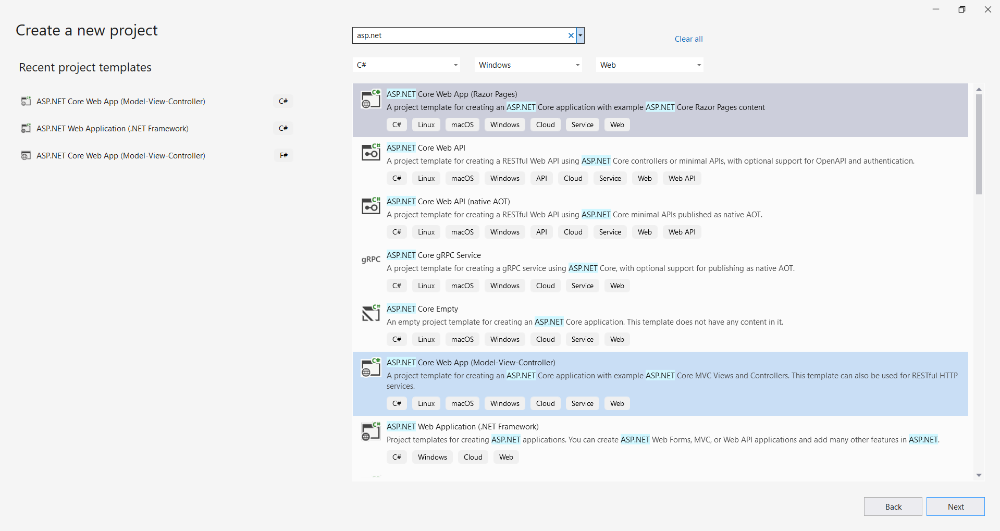 Create a new project
Recent project templates
ASP.NET Core Web App (Model-View-Controller) C#
ASP.NET Web Application (.NET Framework) C#
ASP.NET Core Web App (Model-View-Controller) F#
asp.net
Clear all
C# Windows Web
C#
ASP.NET Core Web App (Razor Pages)
A project template for creating an ASP.NET Core application with example ASP.NET Core Razor Pages content
C# Linux macOS Windows Cloud Service Web
C#
ASP.NET Core Web API
A project template for creating a RESTful Web API using ASP.NET Core controllers or minimal APIs, with optional support for OpenAPI and authentication.
C# Linux macOS Windows API Cloud Service Web Web API
C#
ASP.NET Core Web API (native AOT)
A project template for creating a RESTful Web API using ASP.NET Core minimal APIs published as native AOT.
C# Linux macOS Windows API Cloud Service Web Web API
gRPC
ASP.NET Core gRPC Service
A project template for creating a gRPC service using ASP.NET Core, with optional support for publishing as native AOT.
C# Linux macOS Windows Cloud Service Web
C#
ASP.NET Core Empty
An empty project template for creating an ASP.NET Core application. This template does not have any content in it.
C# Linux macOS Windows Cloud Service Web
C#
ASP.NET Core Web App (Model-View-Controller)
A project template for creating an ASP.NET Core application with example ASP.NET Core MVC Views and Controllers. This template can also be used for RESTful HTTP
services.
C# Linux macOS Windows Cloud Service Web
C#
ASP.NET Web Application (.NET Framework)
Project templates for creating ASP.NET applications. You can create ASP.NET Web Forms, MVC, or Web API applications and add many other features in ASP.NET.
C# Windows Cloud Web
Back Next